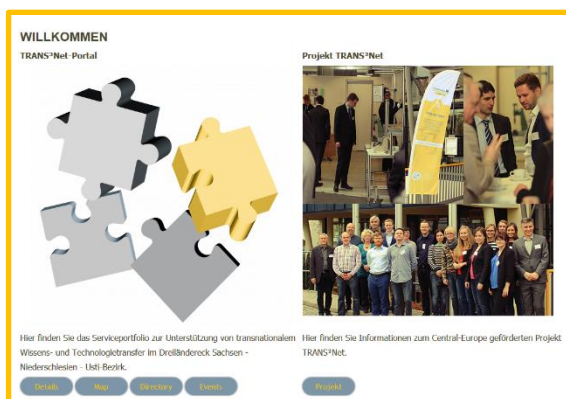 WILLKOMMEN
TRANS³Net-Portal
Projekt TRANS³Net
Hier finden Sie das Serviceportfolio zur Unterstützung von transnationalem
Wissens- und Technologietransfer im Dreiländereck Sachsen -
Niederschlesien - Usti-Bezirk.
Details
Map
Directory
Events
Hier finden Sie Informationen zum Central-Europe geförderten Projekt
TRANS³Net.
Projekt